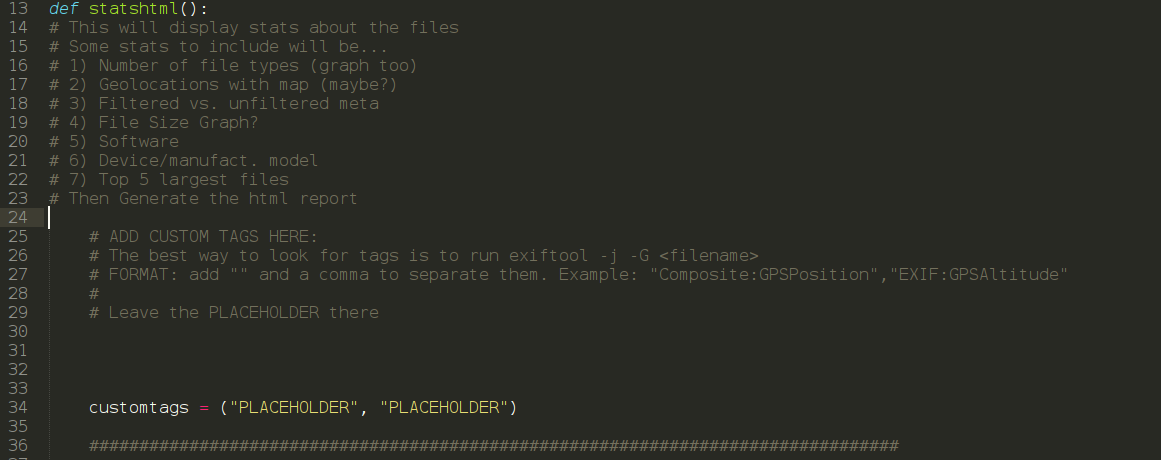 13 def statshtml():
14 # This will display stats about the files
15 # Some stats to include will be...
16 # 1) Number of file types (graph too)
17 # 2) Geolocations with map (maybe?)
18 # 3) Filtered vs. unfiltered meta
19 # 4) File Size Graph?
20 # 5) Software
21 # 6) Device/manufact. model
22 # 7) Top 5 largest files
23 # Then Generate the html report
24
25 # ADD CUSTOM TAGS HERE:
26 # The best way to look for tags is to run exiftool -j -G <filename>
27 # FORMAT: add "" and a comma to separate them. Example: "Composite:GPSPosition","EXIF:GPSAltitude"
28 #
29 # Leave the PLACEHOLDER there
30
31
32
33
34 customtags = ("PLACEHOLDER", "PLACEHOLDER")
35
36 #################################################################################